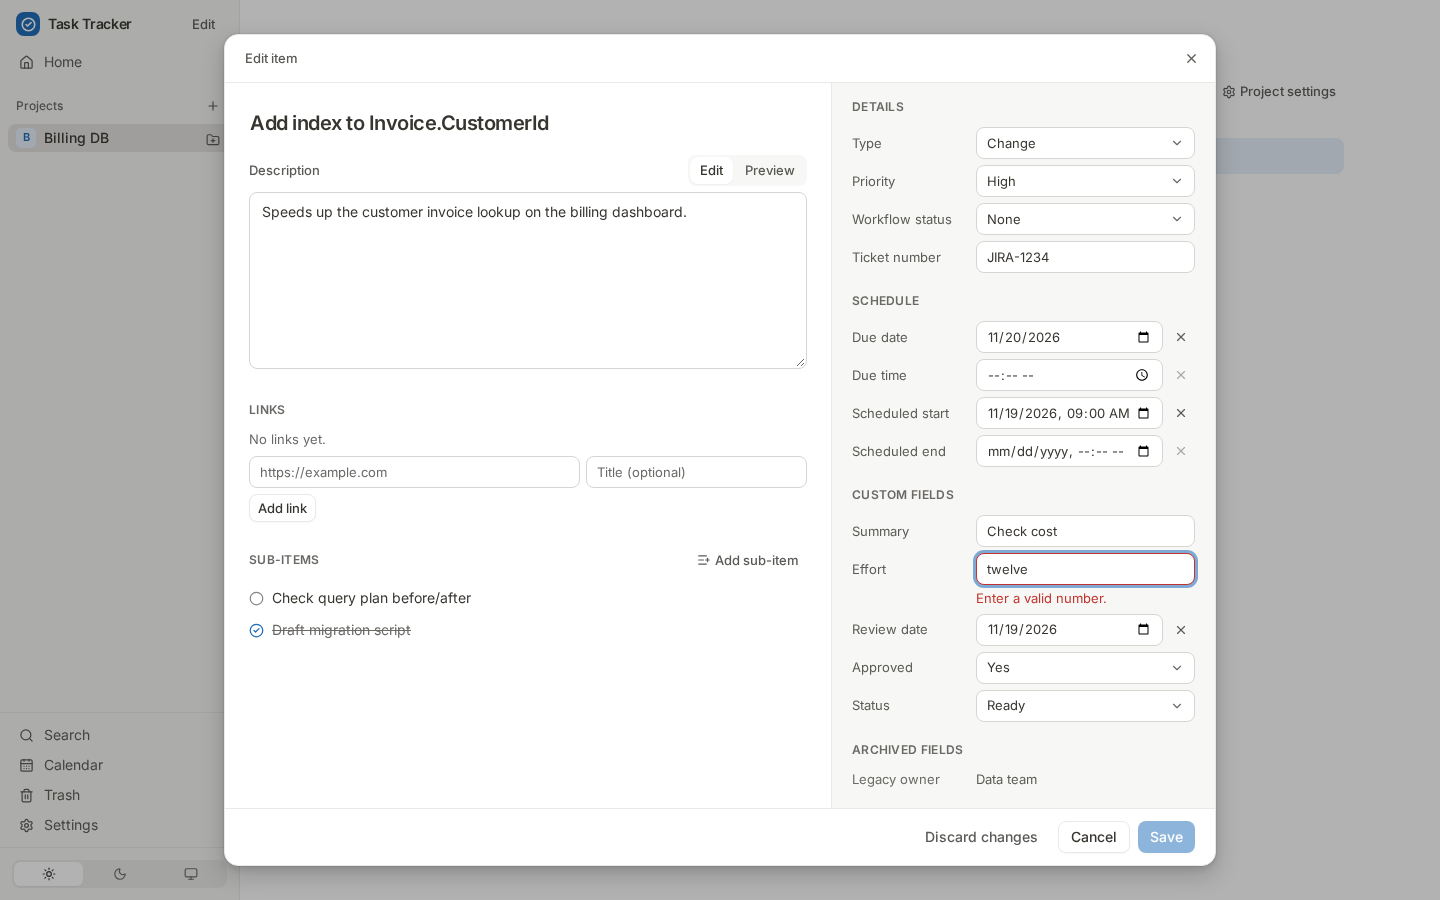 Task Tracker
Edit
Home
Projects
B Billing DB
Search
Calendar
Trash
Settings
Project settings
Edit item
Add index to Invoice.CustomerId
Description
Edit
Preview
Speeds up the customer invoice lookup on the billing dashboard.
LINKS
No links yet.
https://example.com
Title (optional)
Add link
SUB-ITEMS
Add sub-item
Check query plan before/after
Draft migration script
DETAILS
Type
Change
Priority
High
Workflow status
None
Ticket number
JIRA-1234
SCHEDULE
Due date
11/20/2026
Due time
--:-- --
Scheduled start
11/19/2026, 09:00 AM
Scheduled end
mm/dd/yyyy, --:-- --
CUSTOM FIELDS
Summary
Check cost
Effort
twelve
Enter a valid number.
Review date
11/19/2026
Approved
Yes
Status
Ready
ARCHIVED FIELDS
Legacy owner
Data team
Discard changes
Cancel
Save